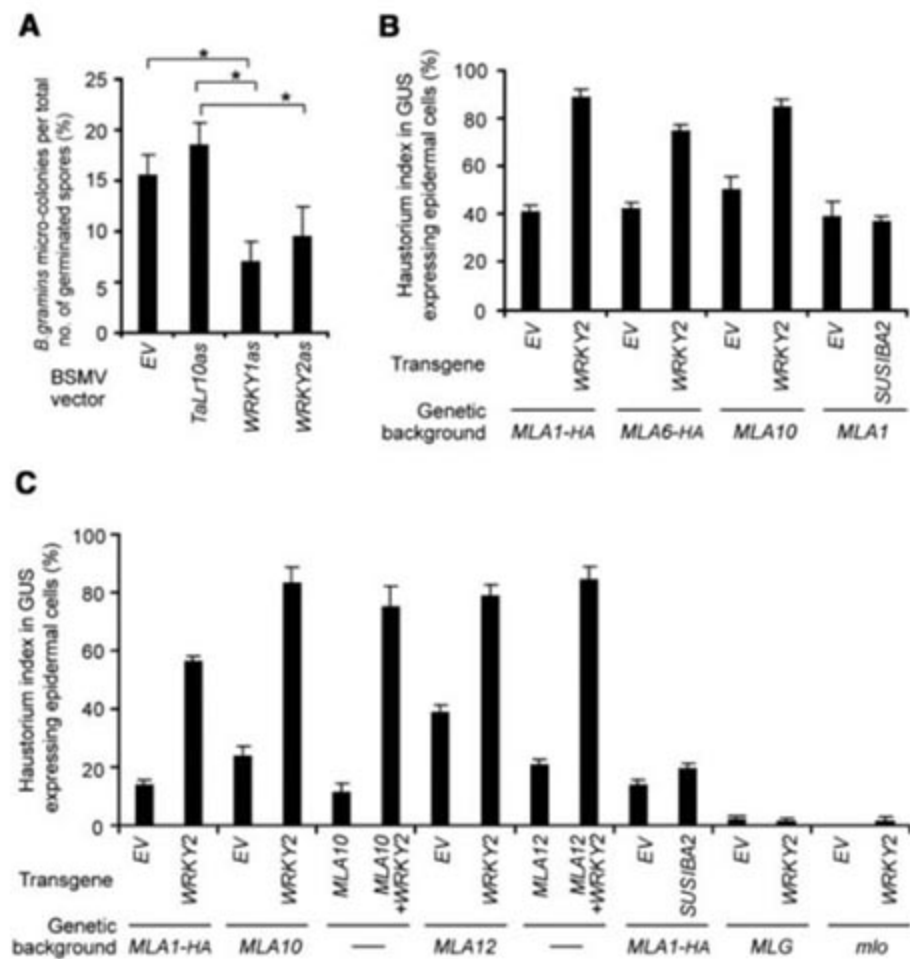 A
B. gramins micro-colonies per total
no. of germinated spores (%)
25
20
15
10
5
0
*
*
*
BSMV
vector
EV
TaLr10as
WRKY1as
WRKY2as
B
Haustorium index in GUS
expressing epidermal cells (%)
100
80
60
40
20
0
Transgene
EV
WRKY2
EV
WRKY2
EV
WRKY2
EV
SUSIBA2
Genetic
background
MLA1-HA
MLA6-HA
MLA10
MLA1
C
Haustorium index in GUS
expressing epidermal cells (%)
100
80
60
40
20
0
Transgene
EV
WRKY2
EV
WRKY2
MLA10
MLA10
+WRKY2
EV
WRKY2
MLA12
MLA12
+WRKY2
EV
SUSIBA2
EV
WRKY2
EV
WRKY2
Genetic
background
MLA1-HA
MLA10
—
MLA12
—
MLA1-HA
MLG
mlo